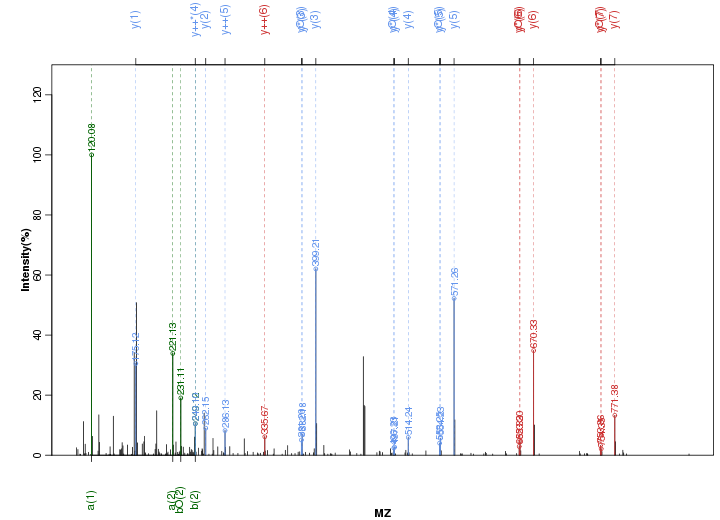 y(1)
y++*(4)
y(2)
y++(5)
y++(6)
y(3)
y(4)
y(5)
y(6)
y(7)
120
100
80
60
40
20
0
Intensity(%)
120.08
175.12
221.13
231.11
262.15
286.13
335.67
399.21
514.24
571.26
670.33
771.38
a(1)
a(2)
bO(2)
b(2)
MZ